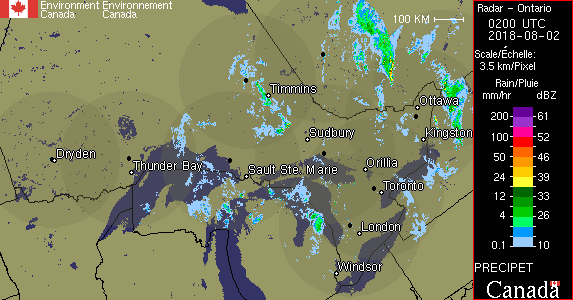 Environment Environnement
Canada Canada
100 KM
Timmins
Ottawa
Sudbury
Kingston
Dryden
Thunder Bay
Sault Ste. Marie
Orillia
Toronto
London
Windsor
Radar - Ontario
0200 UTC
2018-08-02
Scale/Échelle:
3.5 km/Pixel
Rain/Pluie
mm/hr dBZ
200 61
100 52
50 46
24 39
12 33
4 26
0.1 10
PRECIPET
Canada